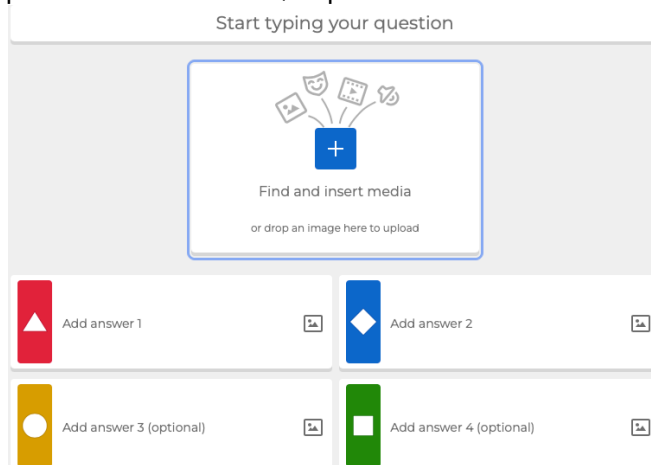 Start typing your question
Find and insert media
or drop an image here to upload
Add answer 1
Add answer 2
Add answer 3 (optional)
Add answer 4 (optional)